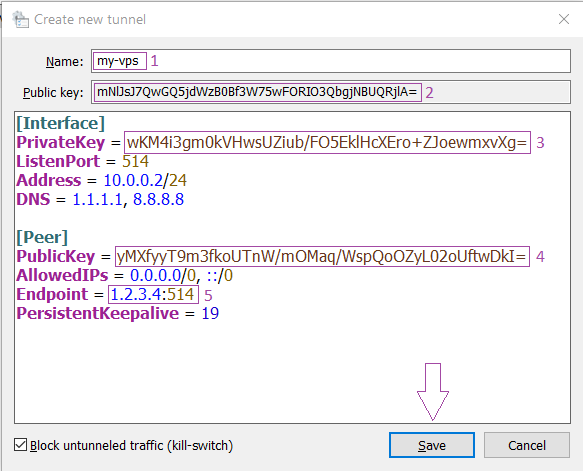 Create new tunnel
Name: my-vps 1
Public key: mNlJsJ7QwGQ5jdWzB0Bf3W75wFORIO3QbgjNBUQRjlA= 2
[Interface]
PrivateKey = wKM4i3gm0kVHwsUZiub/FO5EklHcXEro+ZJoewmxvXg= 3
ListenPort = 514
Address = 10.0.0.2/24
DNS = 1.1.1.1, 8.8.8.8
[Peer]
PublicKey = yMXfyyT9m3fkoUTnW/mOMaq/WspQoOZyL02oUftwDkI= 4
AllowedIPs = 0.0.0.0/0, ::/0
Endpoint = 1.2.3.4:514 5
PersistentKeepalive = 19
Block untunneled traffic (kill-switch)
Save
Cancel